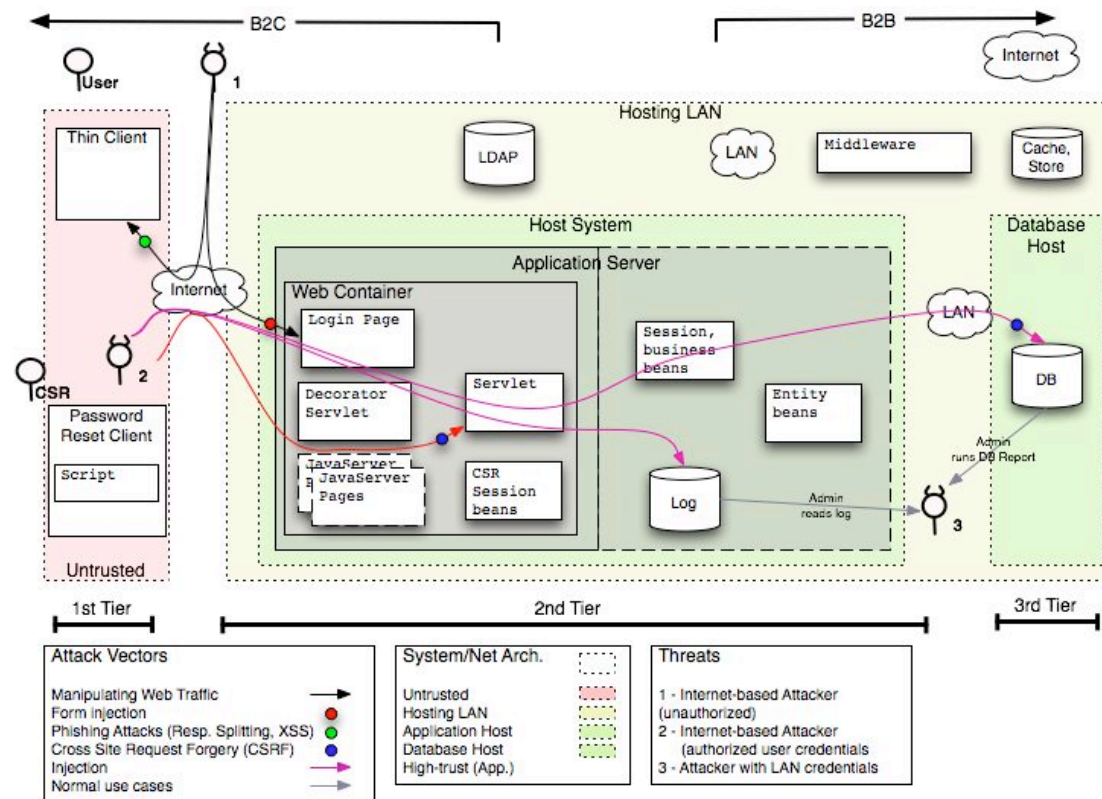 B2C
B2B
User
1
Internet
Thin Client
Hosting LAN
LDAP
LAN
Middleware
Cache,
Store
Host System
Database
Host
Application Server
Internet
Web Container
Login Page
Session,
business
beans
LAN
2
CSR
Decorator
Servlet
Servlet
Entity
beans
DB
Password
Reset Client
Script
JavaServer
P
JavaServer
Pages
CSR
Session
beans
Log
Admin
runs DB Report
Admin
reads log
3
Untrusted
1st Tier
2nd Tier
3rd Tier
Attack Vectors
Manipulating Web Traffic
Form injection
Phishing Attacks (Resp. Splitting, XSS)
Cross Site Request Forgery (CSRF)
Injection
Normal use cases
System/Net Arch.
Untrusted
Hosting LAN
Application Host
Database Host
High-trust (App.)
Threats
1 - Internet-based Attacker
(unauthorized)
2 - Internet-based Attacker
(authorized user credentials
3 - Attacker with LAN credentials